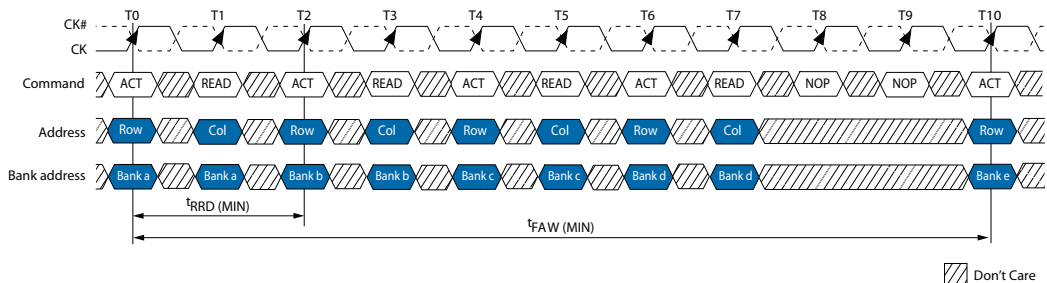 T0 T1 T2 T3 T4 T5 T6 T7 T8 T9 T10
CK#
CK
Command ACT READ ACT READ ACT READ ACT READ NOP NOP ACT
Address Row Col Row Col Row Col Row Col Row
Bank address Bank a Bank a Bank b Bank b Bank c Bank c Bank d Bank d Bank e
tRRD (MIN)
tFAW (MIN)
Don't Care